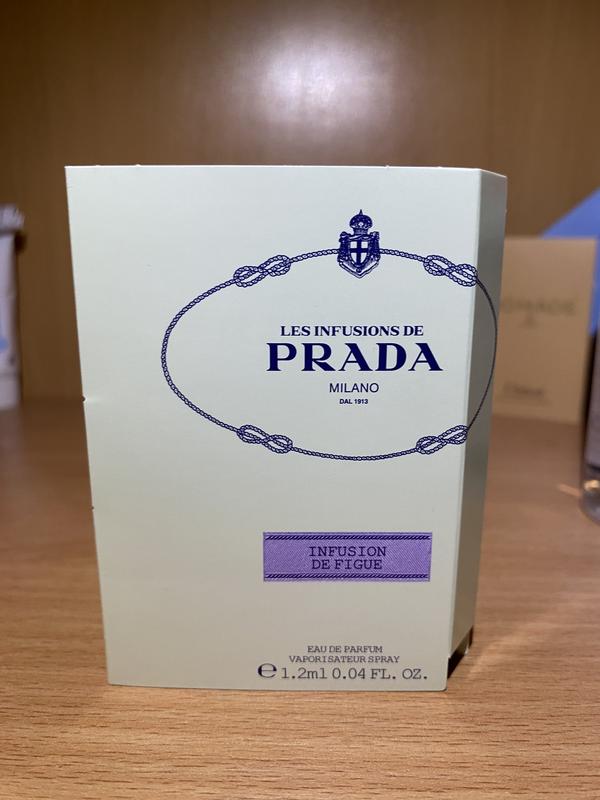 LES INFUSIONS DE
PRADA
MILANO
DAL 1913
INFUSION
DE FIGUE
EAU DE PARFUM
VAPORISATEUR SPRAY
℮ 1.2ml 0.04 FL. OZ.